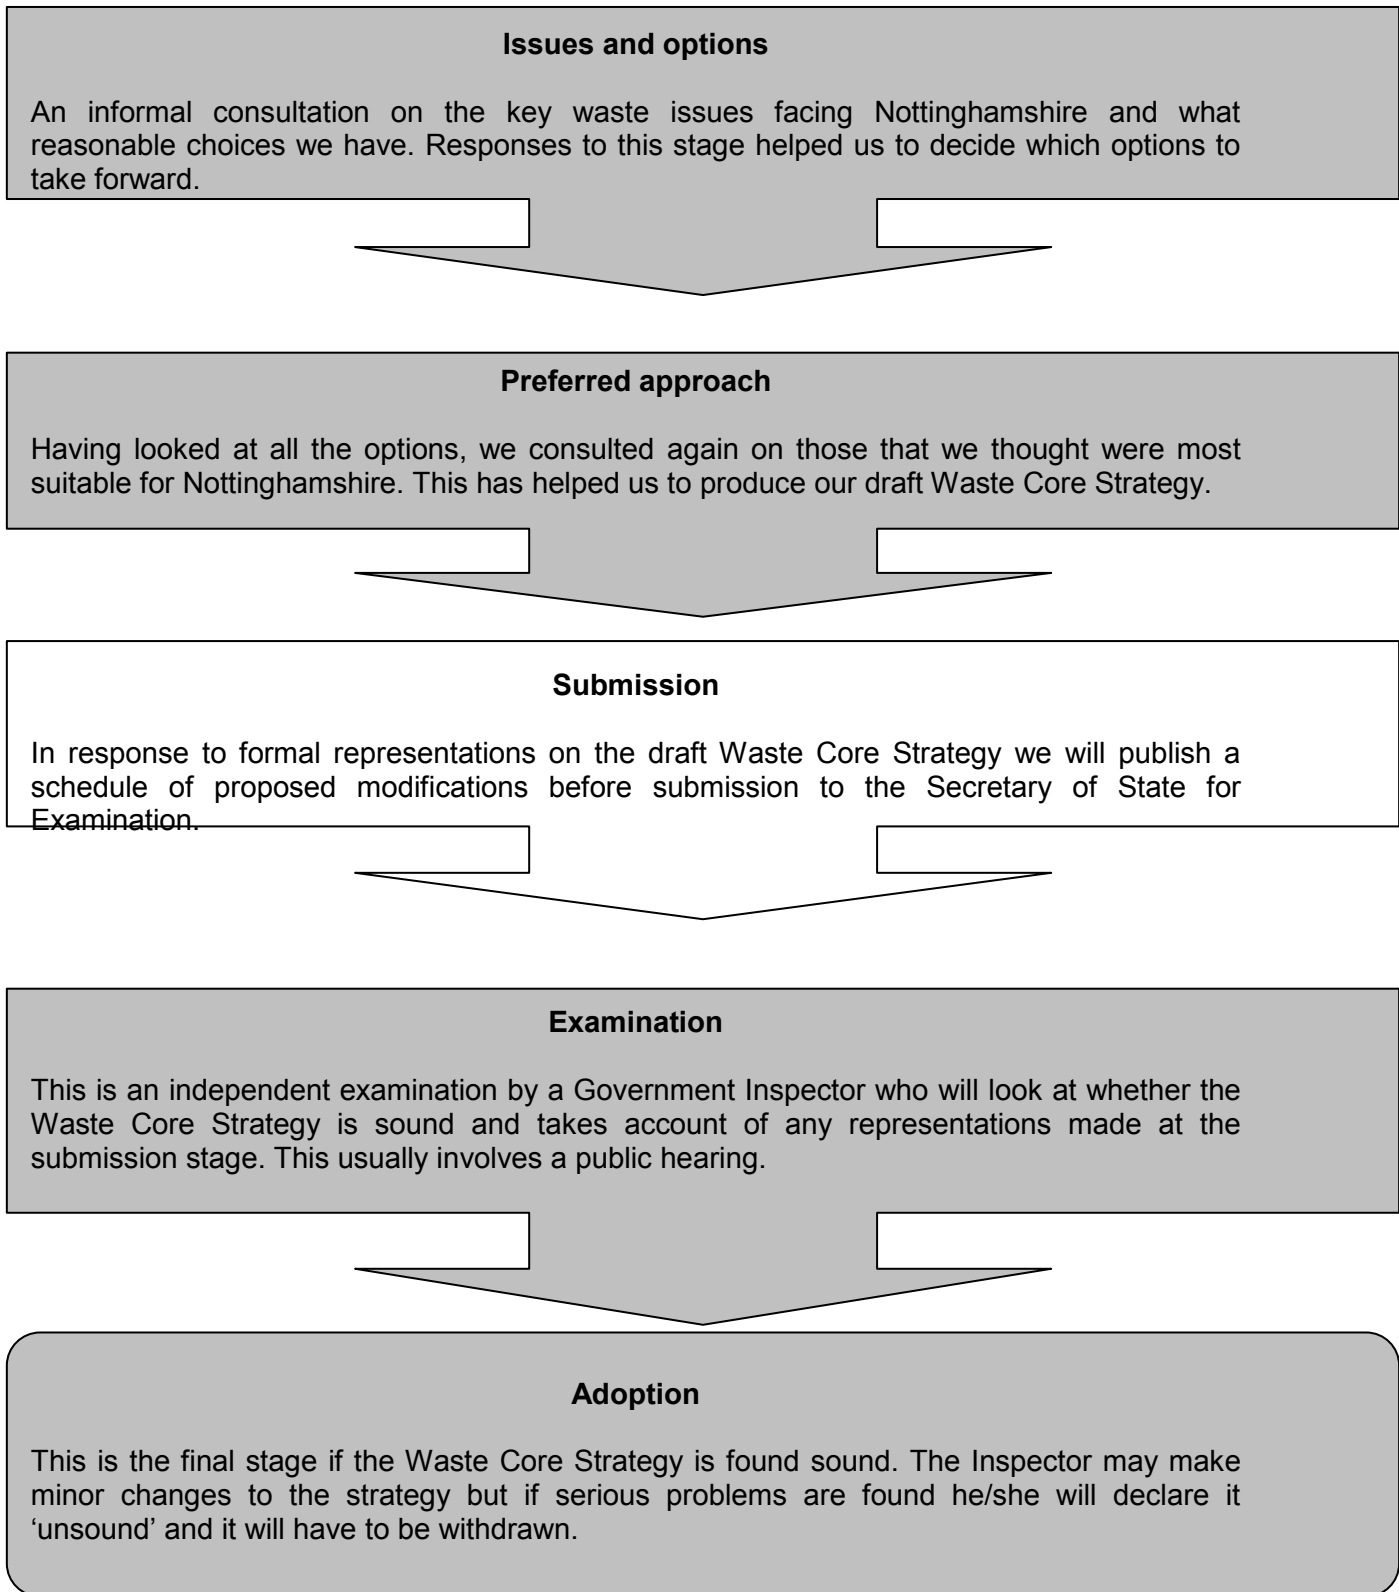 Issues and options
An informal consultation on the key waste issues facing Nottinghamshire and what
reasonable choices we have. Responses to this stage helped us to decide which options to
take forward.
Preferred approach
Having looked at all the options, we consulted again on those that we thought were most
suitable for Nottinghamshire. This has helped us to produce our draft Waste Core Strategy.
Submission
In response to formal representations on the draft Waste Core Strategy we will publish a
schedule of proposed modifications before submission to the Secretary of State for
Examination.
Examination
This is an independent examination by a Government Inspector who will look at whether the
Waste Core Strategy is sound and takes account of any representations made at the
submission stage. This usually involves a public hearing.
Adoption
This is the final stage if the Waste Core Strategy is found sound. The Inspector may make
minor changes to the strategy but if serious problems are found he/she will declare it
‘unsound’ and it will have to be withdrawn.